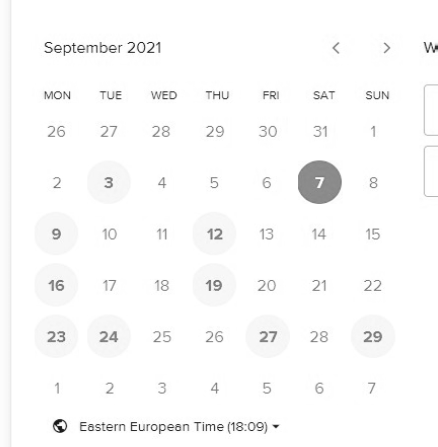 September 2021
MON TUE WED THU FRI SAT SUN
26 27 28 29 30 31 1
2 3 4 5 6 7 8
9 10 11 12 13 14 15
16 17 18 19 20 21 22
23 24 25 26 27 28 29
1 2 3 4 5 6 7
Eastern European Time (18:09)